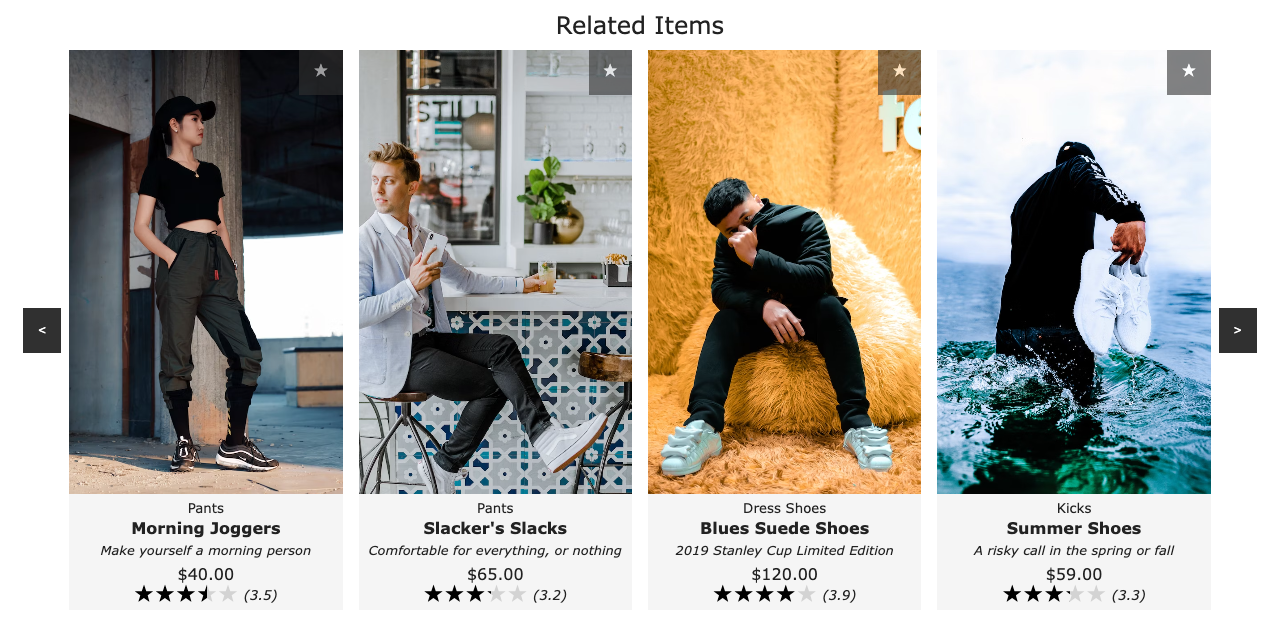 Related Items
STILL
te
<
>
Pants
Morning Joggers
Make yourself a morning person
$40.00
(3.5)
Pants
Slacker's Slacks
Comfortable for everything, or nothing
$65.00
(3.2)
Dress Shoes
Blues Suede Shoes
2019 Stanley Cup Limited Edition
$120.00
(3.9)
Kicks
Summer Shoes
A risky call in the spring or fall
$59.00
(3.3)